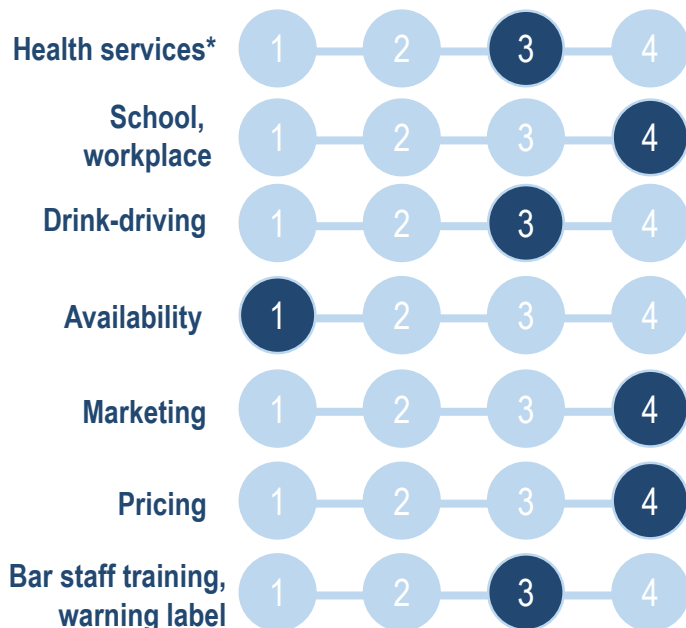 Health services* 1 2 3 4
School,
workplace 1 2 3 4
Drink-driving 1 2 3 4
Availability 1 2 3 4
Marketing 1 2 3 4
Pricing 1 2 3 4
Bar staff training,
warning label 1 2 3 4